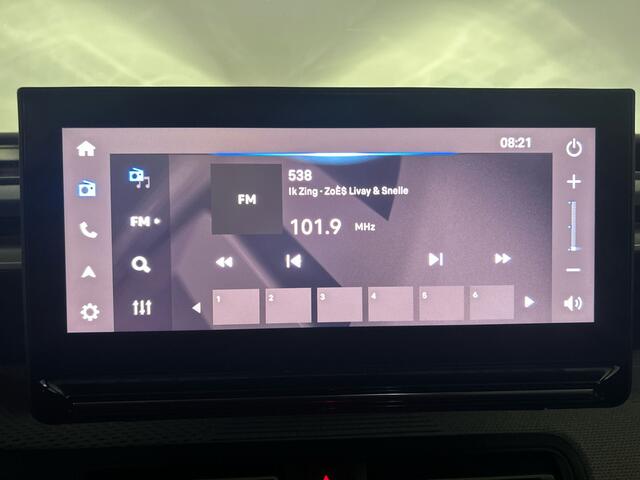 08:21
538
Ik Zing - ZoË$ Livay & Snelle
FM
101.9 MHz
FM
1 2 3 4 5 6